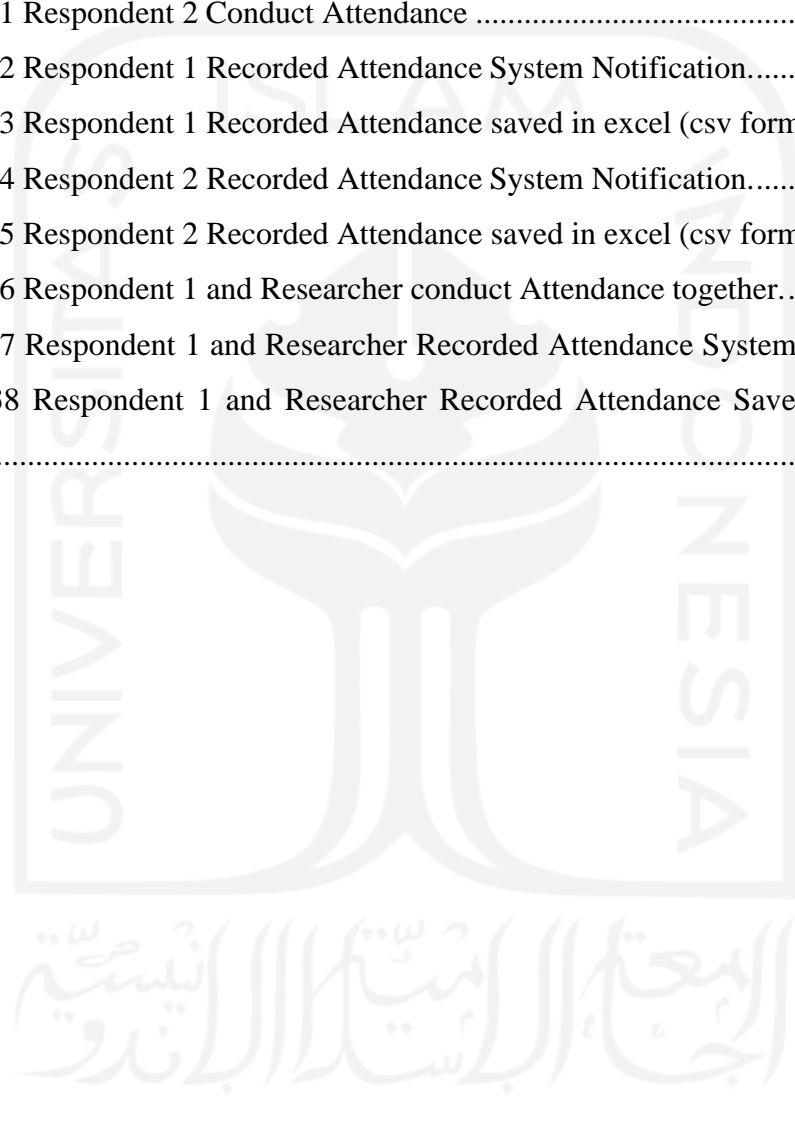 1 Respondent 2 Conduct Attendance ........................................
2 Respondent 1 Recorded Attendance System Notification......
3 Respondent 1 Recorded Attendance saved in excel (csv form
4 Respondent 2 Recorded Attendance System Notification......
5 Respondent 2 Recorded Attendance saved in excel (csv form
6 Respondent 1 and Researcher conduct Attendance together..
7 Respondent 1 and Researcher Recorded Attendance System
38 Respondent 1 and Researcher Recorded Attendance Save
....................................................................................................
ISLAM
UNIVERSITAS
INDONESIA